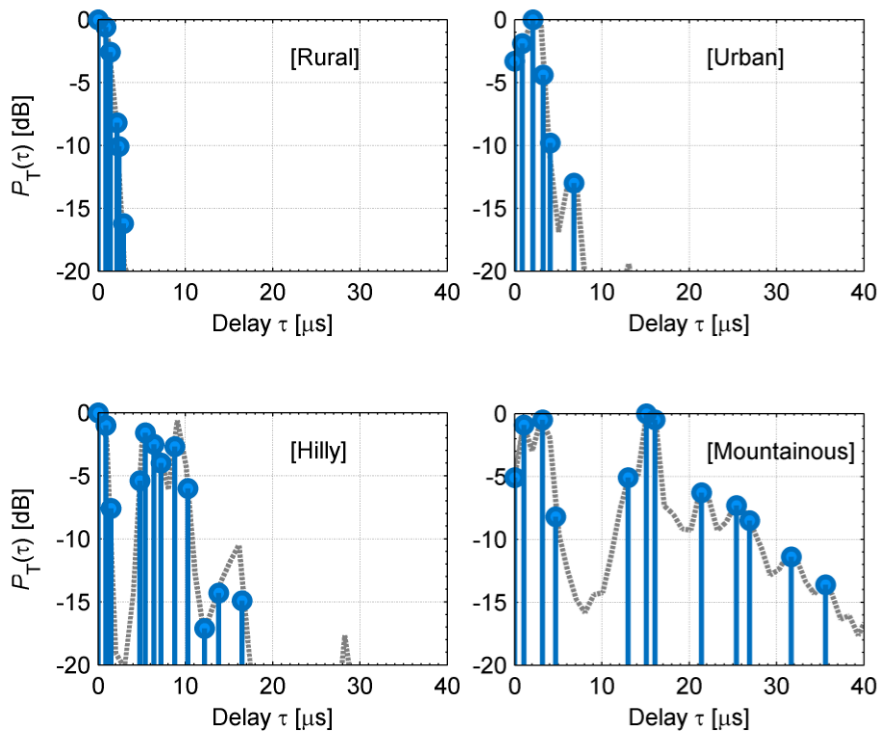 0
-5
-10
-15
-20
P_T(τ) [dB]
[Rural]
0 10 20 30 40
Delay τ [μs]
0
-5
-10
-15
-20
[Urban]
0 10 20 30 40
Delay τ [μs]
0
-5
-10
-15
-20
P_T(τ) [dB]
[Hilly]
0 10 20 30 40
Delay τ [μs]
0
-5
-10
-15
-20
[Mountainous]
0 10 20 30 40
Delay τ [μs]